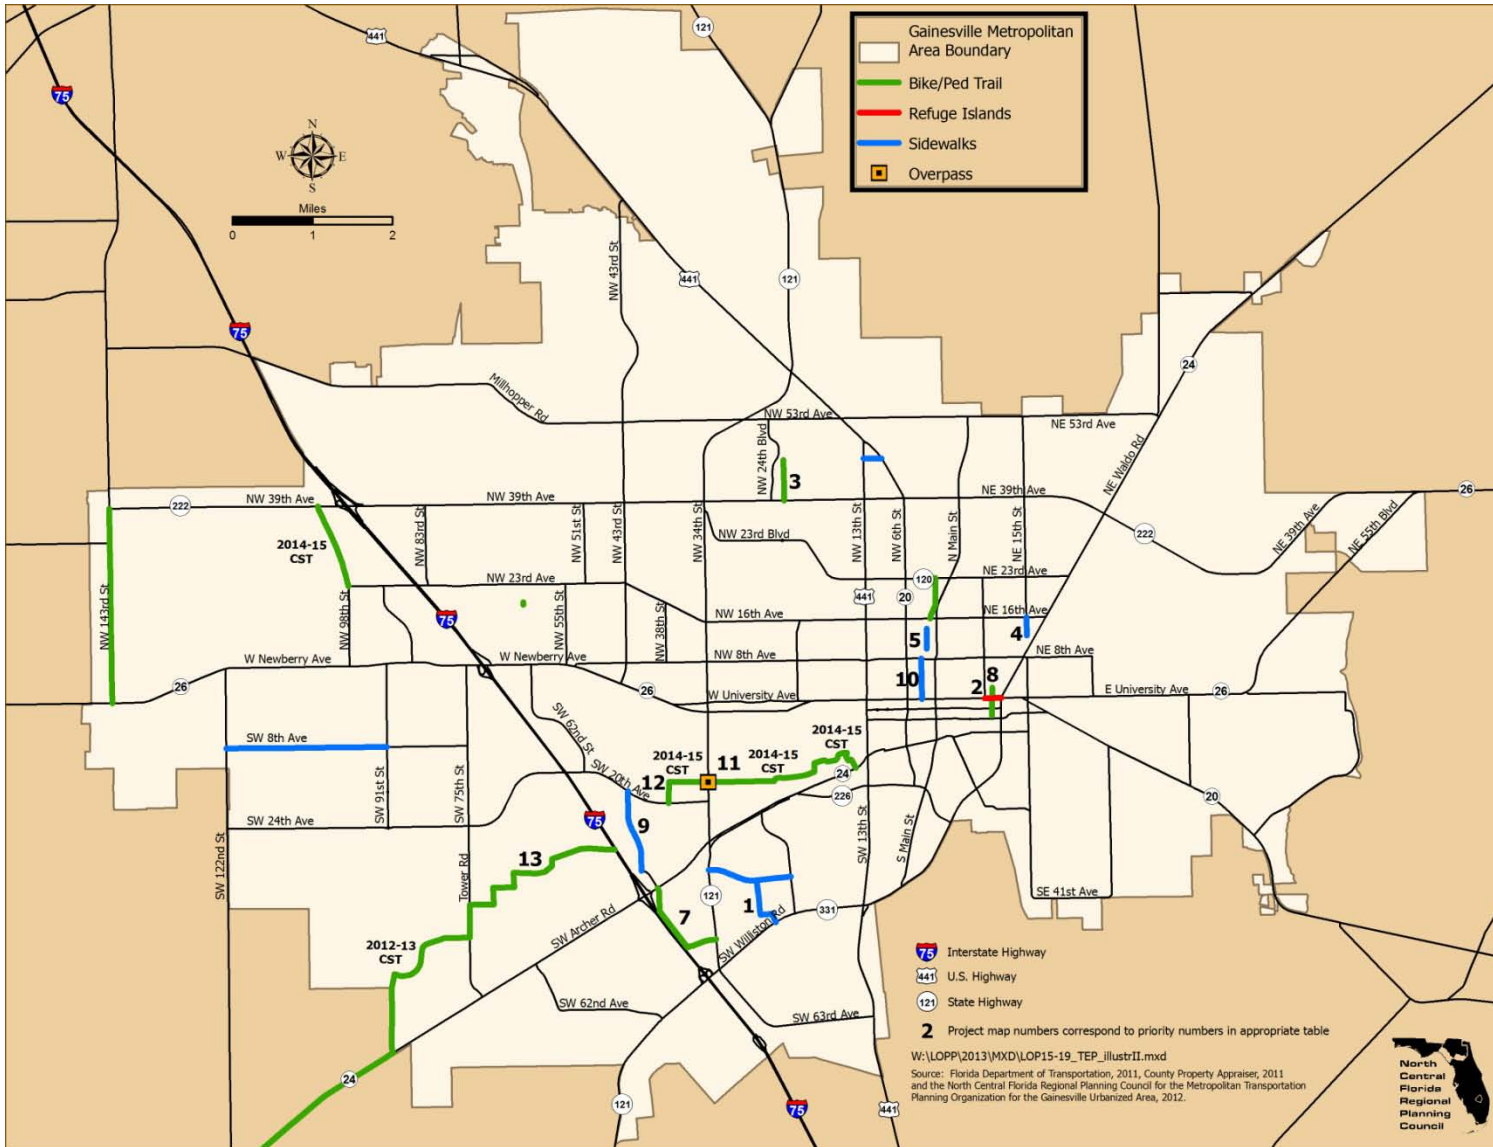 Gainesville Metropolitan
Area Boundary
Bike/Ped Trail
Refuge Islands
Sidewalks
Overpass
441
121
75
N
W
E
S
Miles
0
1
2
NW 43rd St
441
121
75
24
Millhopper Rd
NW 53rd Ave
NE 53rd Ave
NW 24th Blvd
NE Waldo Rd
3
222
NW 39th Ave
NW 39th Ave
NE 39th Ave
26
2014-15
CST
NW 83rd St
NW 51st St
NW 43rd St
NW 34th St
NW 23rd Blvd
NW 13th St
NW 6th St
N Main St
NE 15th St
222
NE 39th Ave
NE 55th Blvd
NW 143rd St
NW 98th St
NW 23rd Ave
120
NE 23rd Ave
441
20
75
NW 55th St
NW 38th St
NW 16th Ave
NE 16th Ave
5
4
W Newberry Ave
W Newberry Ave
NW 8th Ave
NE 8th Ave
26
26
W University Ave
10
2
8
E University Ave
26
SW 8th Ave
SW 62nd St
2014-15
CST
2014-15
CST
2014-15
CST
11
12
24
SW 91st St
SW 75th St
SW 20th Ave
226
20
SW 24th Ave
75
9
SW 122nd St
SW 13th St
S Main St
13
Tower Rd
121
1
331
SE 41st Ave
SW Archer Rd
7
SW Williston Rd
2012-13
CST
SW 62nd Ave
SW 63rd Ave
24
121
75
441
75 Interstate Highway
441 U.S. Highway
121 State Highway
2 Project map numbers correspond to priority numbers in appropriate table
W:\LOPP\2013\MXD\LOP15-19_TEP_illustrII.mxd
Source: Florida Department of Transportation, 2011, County Property Appraiser, 2011
and the North Central Florida Regional Planning Council for the Metropolitan Transportation
Planning Organization for the Gainesville Urbanized Area, 2012.
North
Central
Florida
Regional
Planning
Council